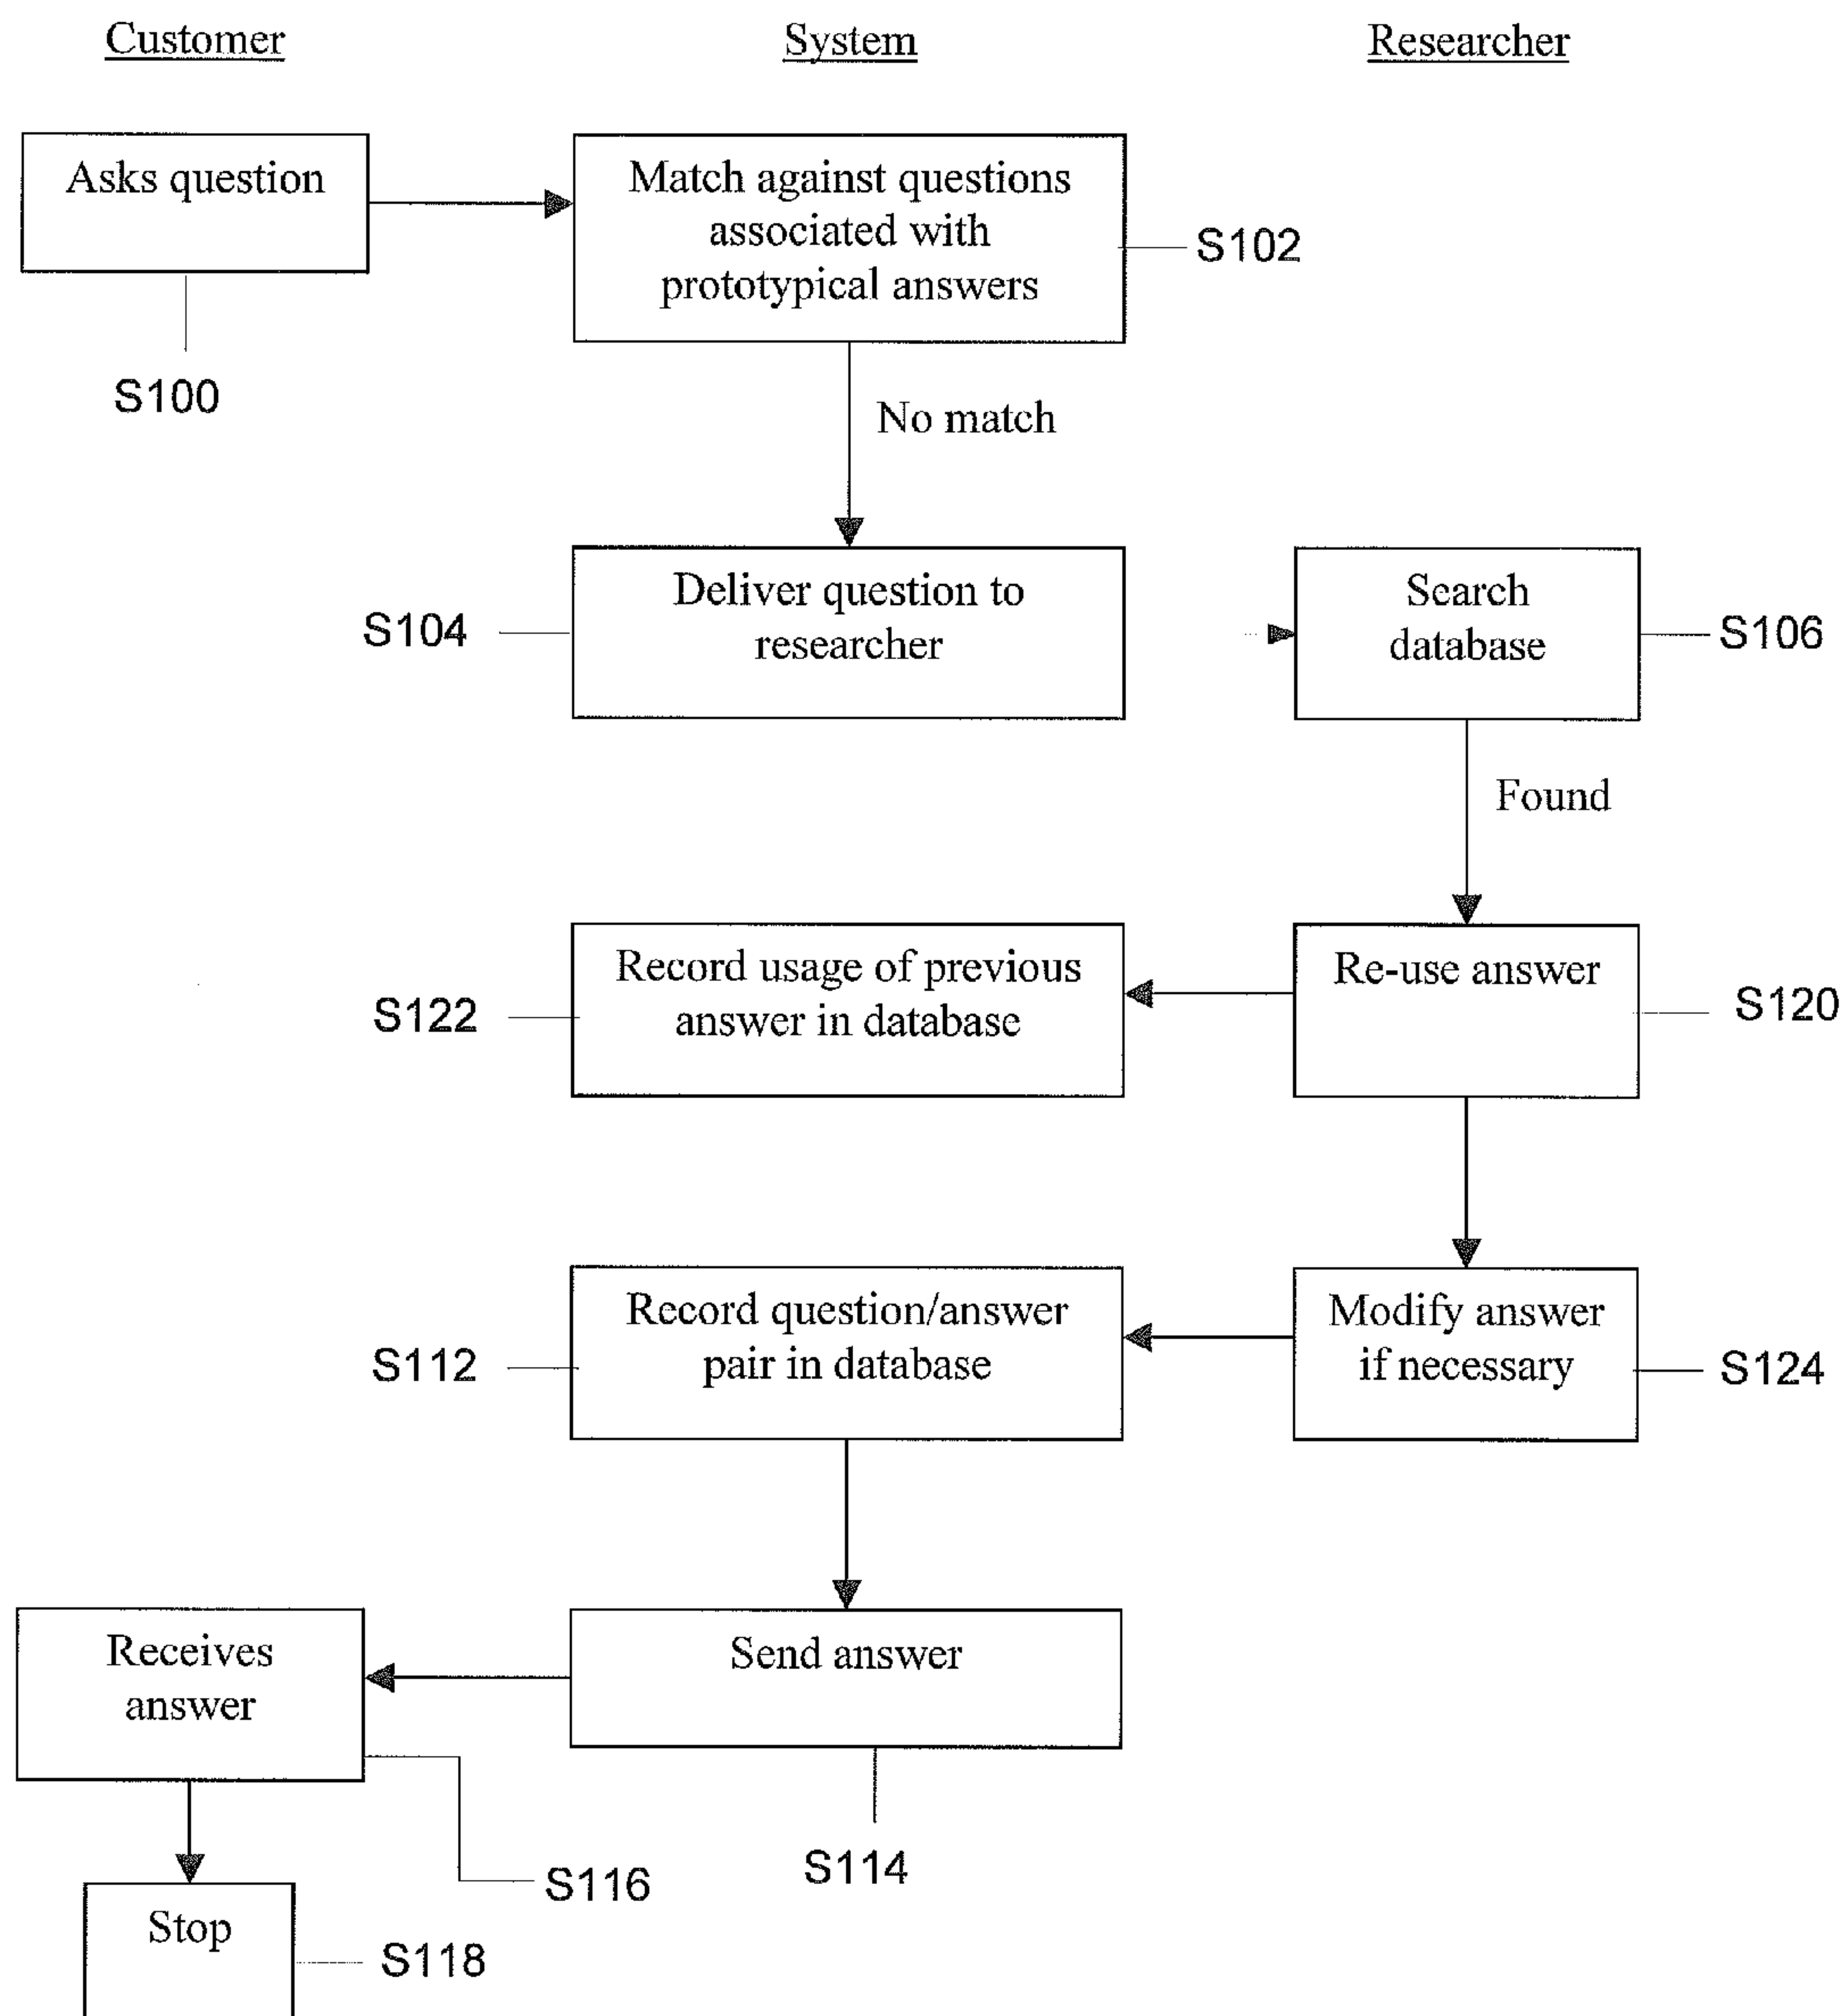 Customer
System
Researcher
Asks question
Match against questions
associated with
prototypical answers
S102
S100
No match
Deliver question to
researcher
S104
Search
database
S106
Found
Record usage of previous
answer in database
S122
Re-use answer
S120
Record question/answer
pair in database
S112
Modify answer
if necessary
S124
Receives
answer
Send answer
S114
S116
Stop
S118